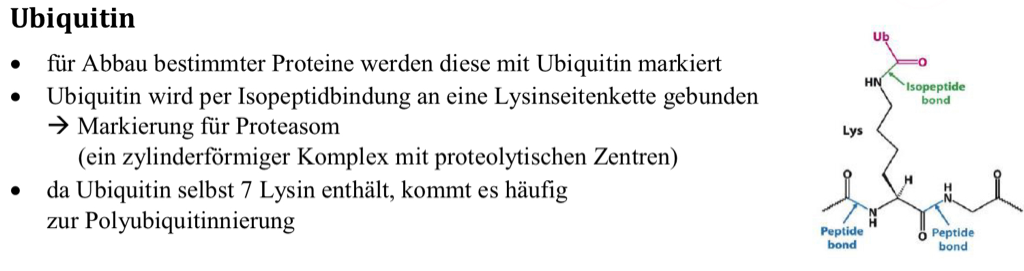 Ubiquitin
• für Abbau bestimmter Proteine werden diese mit Ubiquitin markiert
• Ubiquitin wird per Isopeptidbindung an eine Lysinseitenkette gebunden
→ Markierung für Proteasom
(ein zylinderförmiger Komplex mit proteolytischen Zentren)
• da Ubiquitin selbst 7 Lysin enthält, kommt es häufig
zur Polyubiquitinnierung
Ub
O
HN
Isopeptide
bond
Lys
O
H
H
N
O
N
H
O
Peptide
bond
Peptide
bond